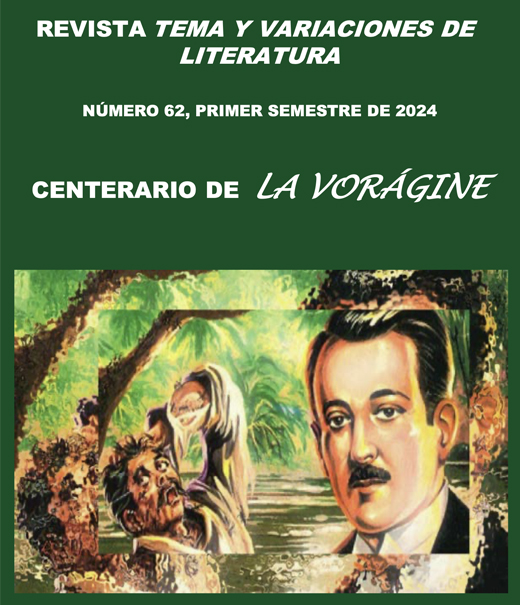 REVISTA TEMA Y VARIACIONES DE
LITERATURA
NÚMERO 62, PRIMER SEMESTRE DE 2024
CENTERARIO DE LA VORÁGINE